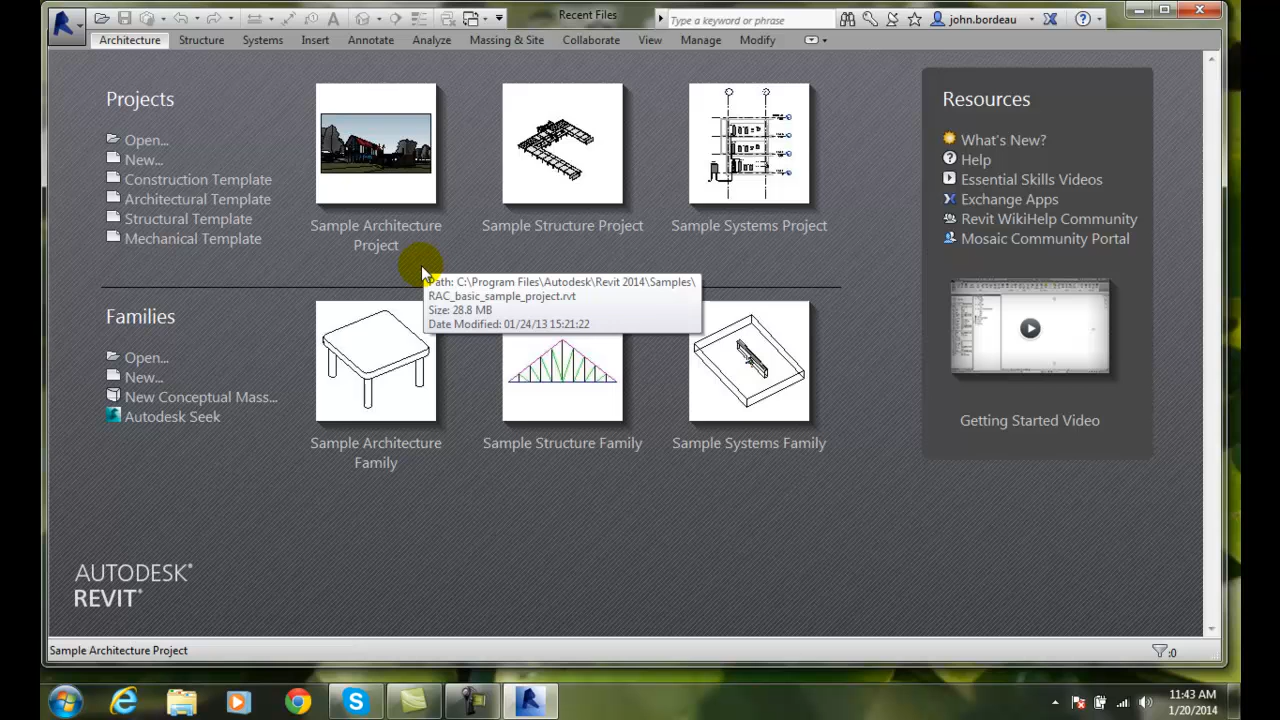 Recent Files
Type a keyword or phrase
john.bordeau
Architecture Structure Systems Insert Annotate Analyze Massing & Site Collaborate View Manage Modify
Projects
Open...
New...
Construction Template
Architectural Template
Structural Template
Mechanical Template
Sample Architecture
Project
Sample Structure Project
Sample Systems Project
Path: C:\Program Files\Autodesk\Revit 2014\Samples\
RAC_basic_sample_project.rvt
Size: 28.8 MB
Date Modified: 01/24/13 15:21:22
Families
Open...
New...
New Conceptual Mass...
Autodesk Seek
Sample Architecture
Family
Sample Structure Family
Sample Systems Family
Resources
What's New?
Help
Essential Skills Videos
Exchange Apps
Revit WikiHelp Community
Mosaic Community Portal
Getting Started Video
AUTODESK®
REVIT®
Sample Architecture Project
:0
11:43 AM
1/20/2014